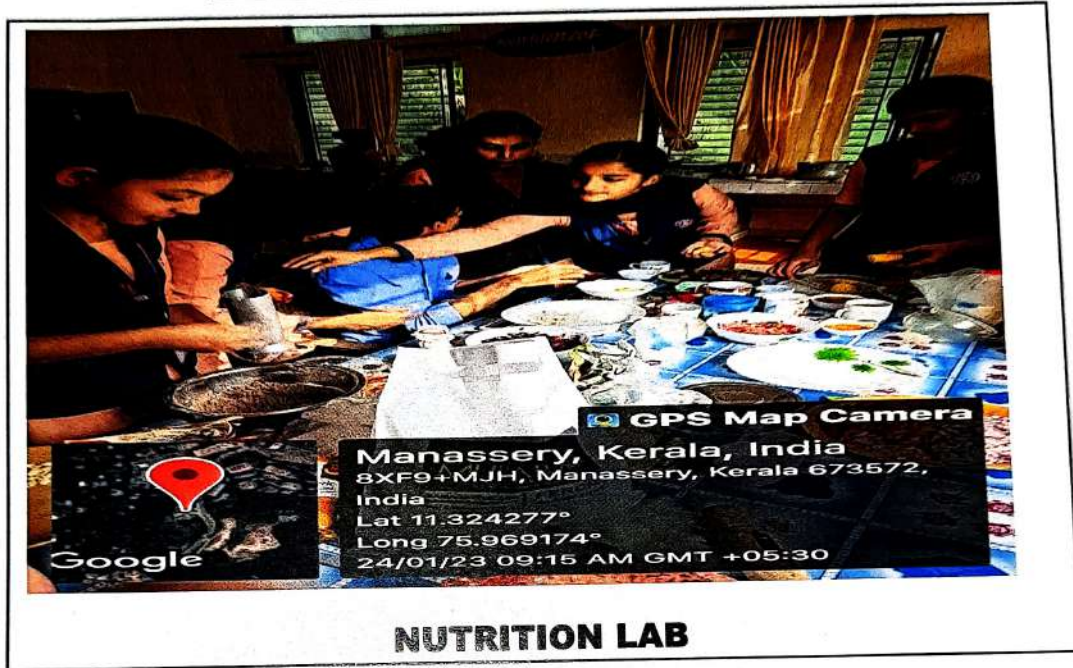 GPS Map Camera
Manassery, Kerala, India
8XF9+MJH, Manassery, Kerala 673572,
India
Lat 11.324277°
Long 75.969174°
24/01/23 09:15 AM GMT +05:30
Google
NUTRITION LAB